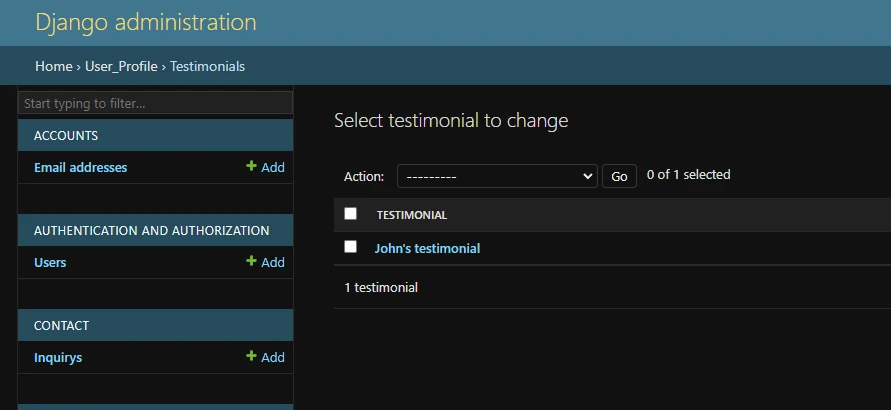 Django administration
Home › User_Profile › Testimonials
Start typing to filter...
ACCOUNTS
Email addresses + Add
AUTHENTICATION AND AUTHORIZATION
Users + Add
CONTACT
Inquirys + Add
Select testimonial to change
Action: --------- Go 0 of 1 selected
TESTIMONIAL
John's testimonial
1 testimonial